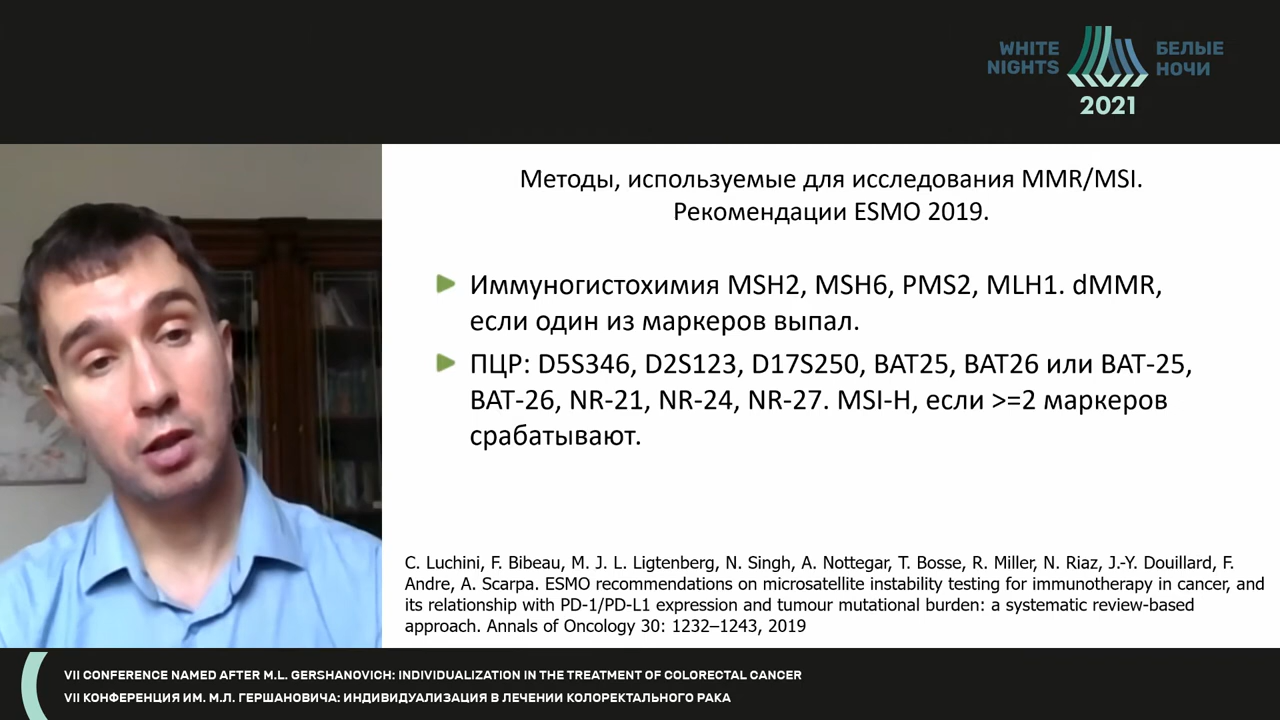 WHITE
NIGHTS
БЕЛЫЕ
НОЧИ
2021
Методы, используемые для исследования MMR/MSI.
Рекомендации ESMO 2019.
Иммуногистохимия MSH2, MSH6, PMS2, MLH1. dMMR,
если один из маркеров выпал.
ПЦР: D5S346, D2S123, D17S250, BAT25, BAT26 или BAT-25,
BAT-26, NR-21, NR-24, NR-27. MSI-H, если >=2 маркеров
срабатывают.
C. Luchini, F. Bibeau, M. J. L. Ligtenberg, N. Singh, A. Nottegar, T. Bosse, R. Miller, N. Riaz, J.-Y. Douillard, F.
Andre, A. Scarpa. ESMO recommendations on microsatellite instability testing for immunotherapy in cancer, and
its relationship with PD-1/PD-L1 expression and tumour mutational burden: a systematic review-based
approach. Annals of Oncology 30: 1232–1243, 2019
VII CONFERENCE NAMED AFTER M.L. GERSHANOVICH: INDIVIDUALIZATION IN THE TREATMENT OF COLORECTAL CANCER
VII КОНФЕРЕНЦИЯ ИМ. М.Л. ГЕРШАНОВИЧА: ИНДИВИДУАЛИЗАЦИЯ В ЛЕЧЕНИИ КОЛОРЕКТАЛЬНОГО РАКА